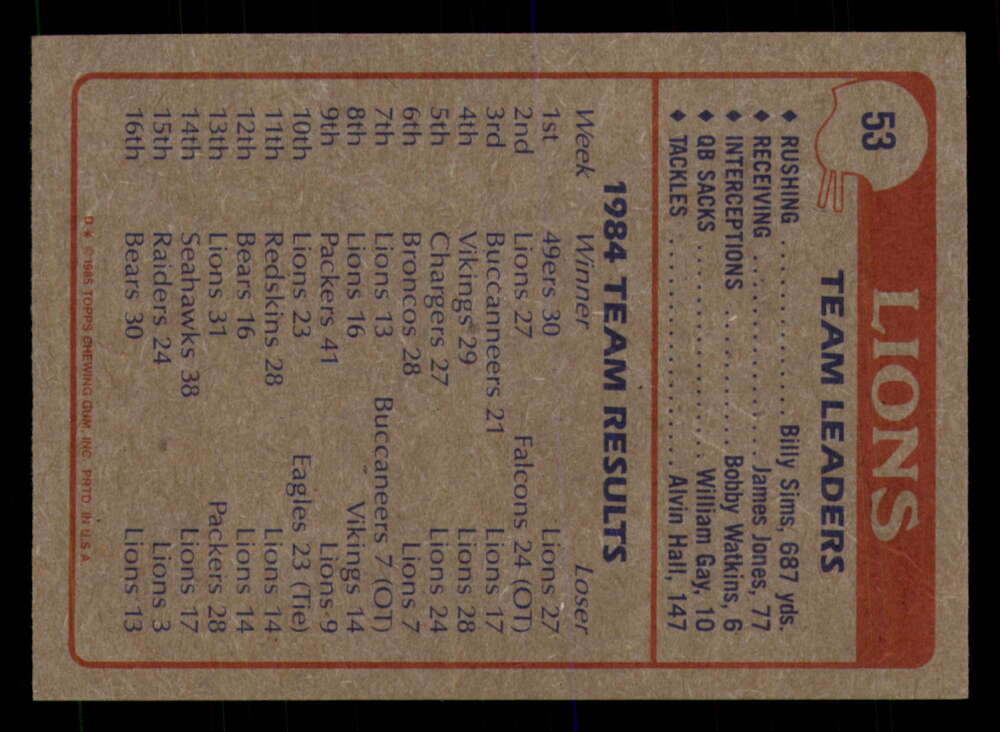 53
LIONS
TEAM LEADERS
♦ RUSHING .............. Billy Sims, 687 yds.
♦ RECEIVING .............. James Jones, 77
♦ INTERCEPTIONS .......... Bobby Watkins, 6
♦ QB SACKS .............. William Gay, 10
♦ TACKLES .............. Alvin Hall, 147
1984 TEAM RESULTS
Week Winner Loser
1st 49ers 30 Lions 27
2nd Lions 27 Falcons 24 (OT)
3rd Buccanneers 21 Lions 17
4th Vikings 29 Lions 28
5th Chargers 27 Lions 24
6th Broncos 28 Lions 7
7th Lions 13 Buccaneers 7 (OT)
8th Lions 16 Vikings 14
9th Packers 41 Lions 9
10th Lions 23 Eagles 23 (Tie)
11th Redskins 28 Lions 14
12th Bears 16 Lions 14
13th Lions 31 Packers 28
14th Seahawks 38 Lions 17
15th Raiders 24 Lions 3
16th Bears 30 Lions 13
D* © 1985 TOPPS CHEWING GUM, INC. PRTD. IN U.S.A.